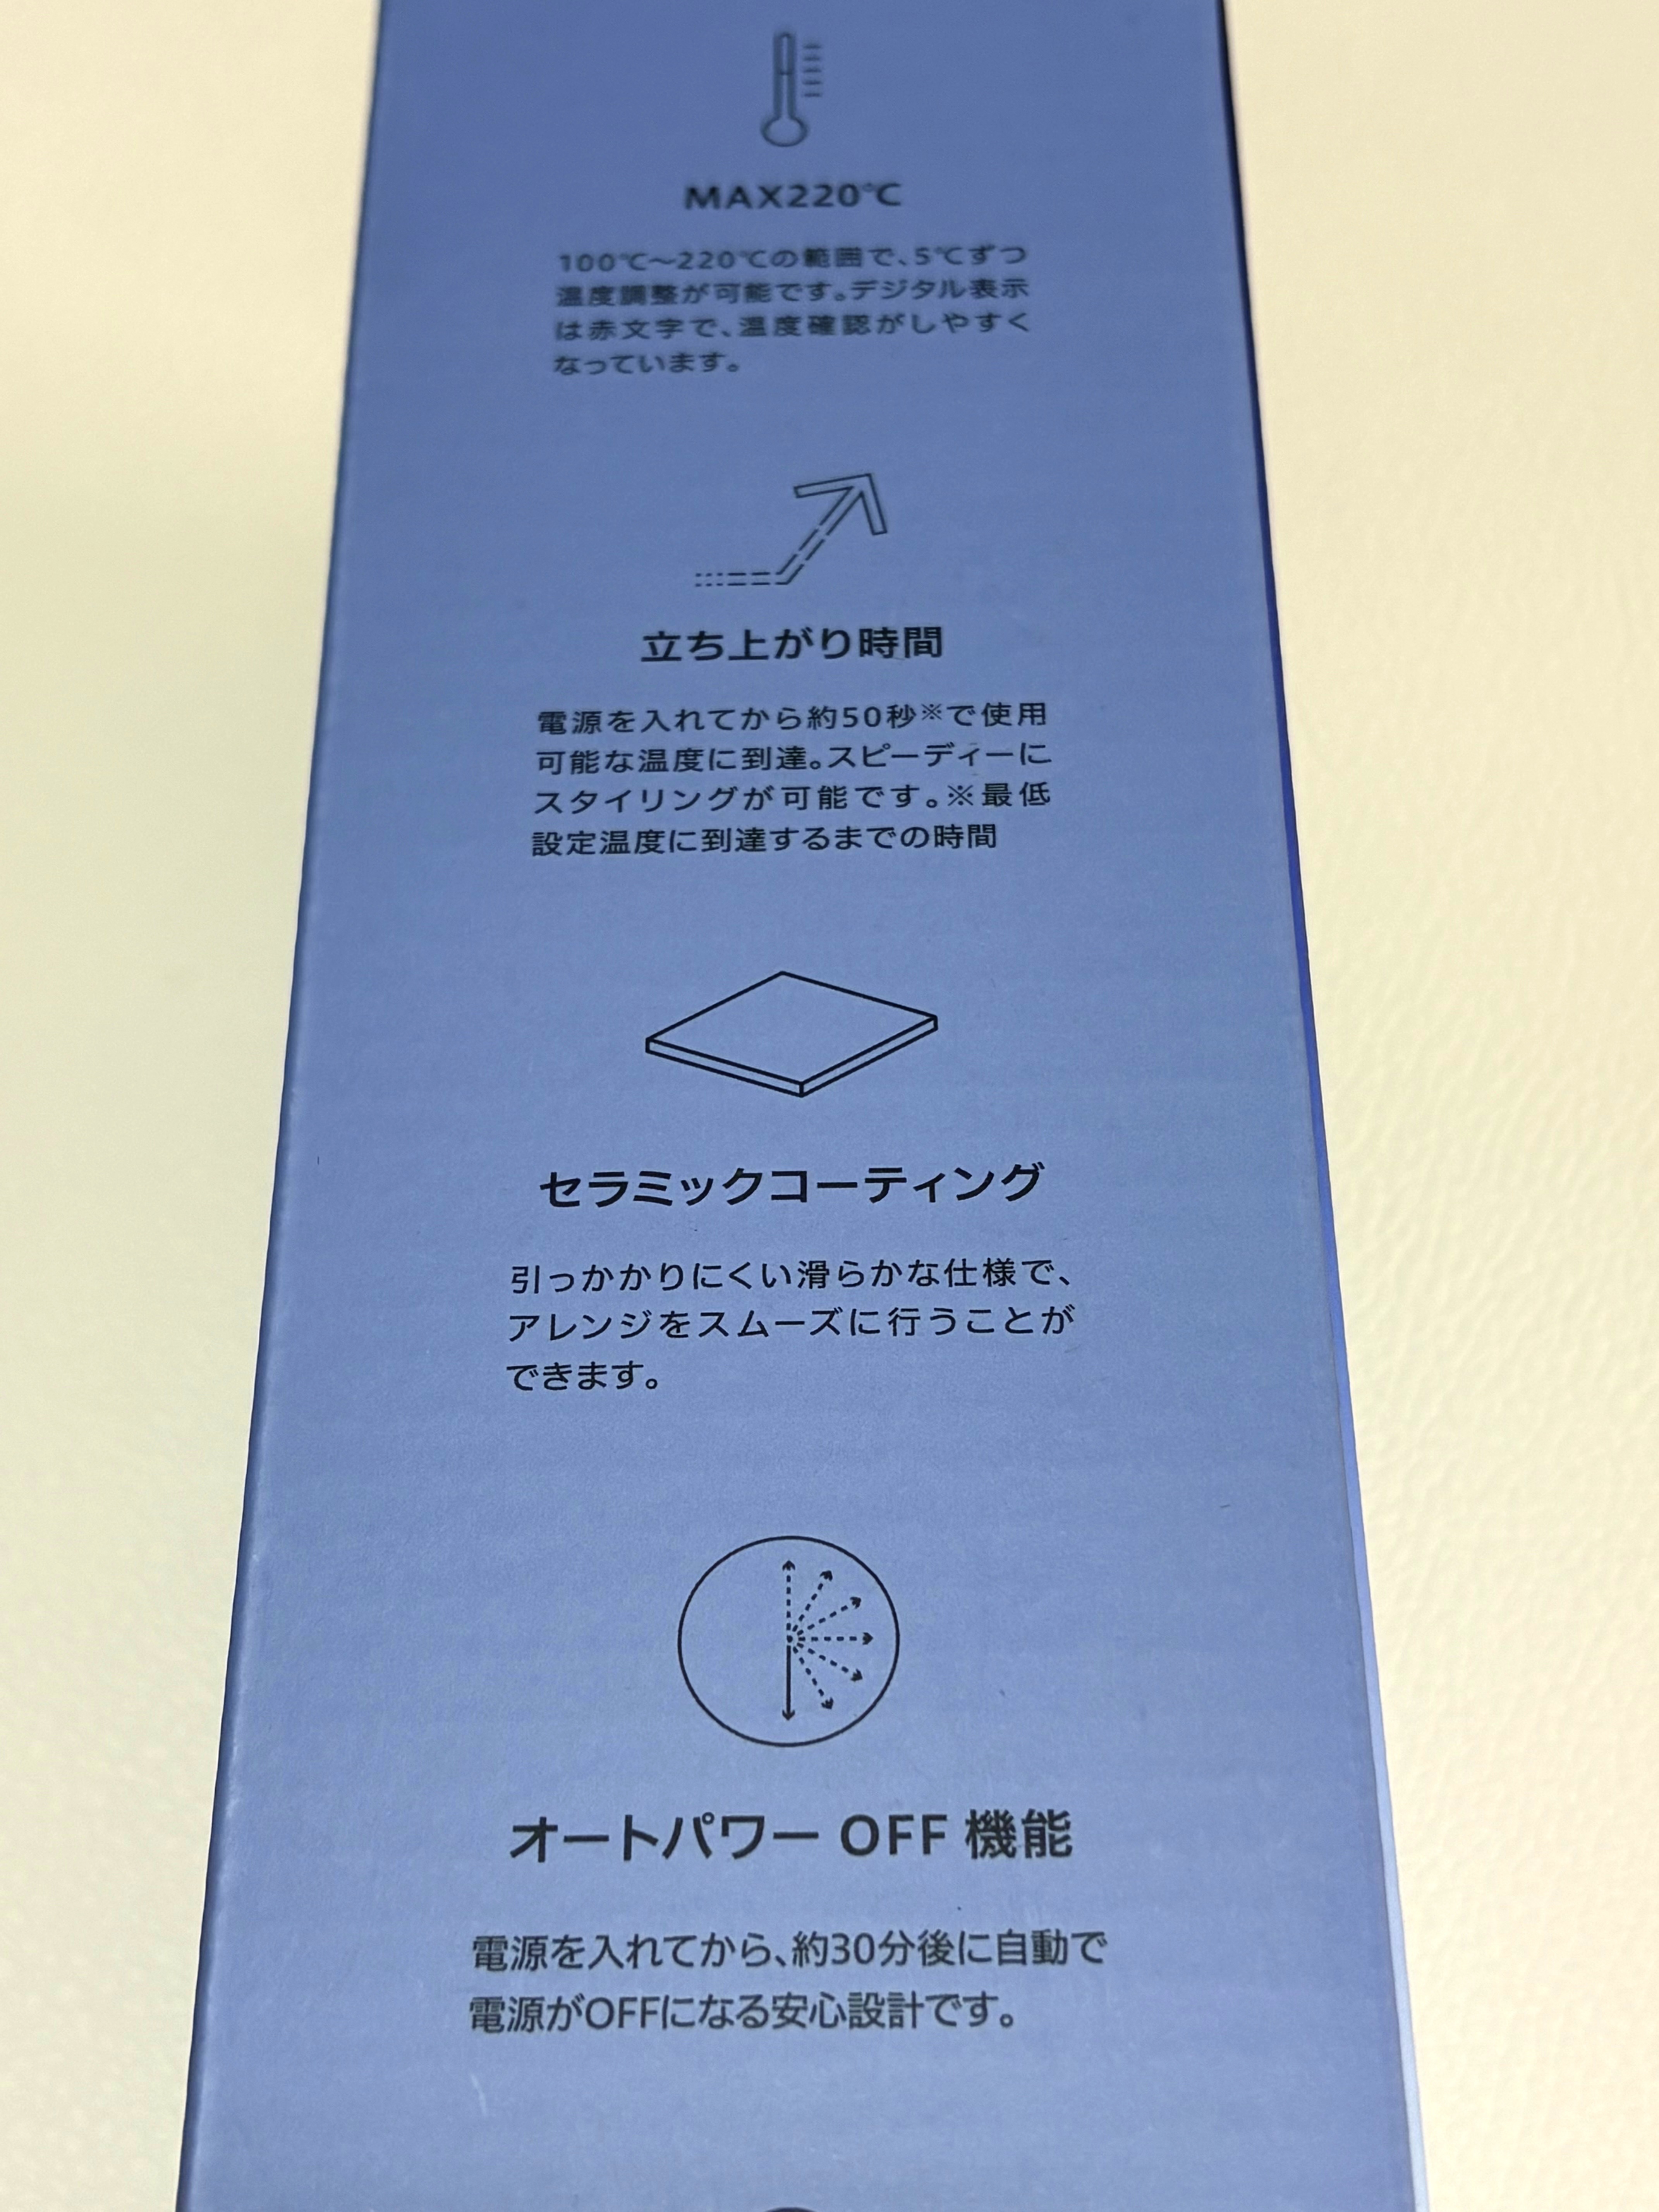 MAX220℃
100℃〜220℃の範囲で、5℃ずつ
温度調整が可能です。デジタル表示
は赤文字で、温度確認がしやすく
なっています。
立ち上がり時間
電源を入れてから約50秒※で使用
可能な温度に到達。スピーディーに
スタイリングが可能です。※最低
設定温度に到達するまでの時間
セラミックコーティング
引っかかりにくい滑らかな仕様で、
アレンジをスムーズに行うことが
できます。
オートパワー OFF 機能
電源を入れてから、約30分後に自動で
電源がOFFになる安心設計です。